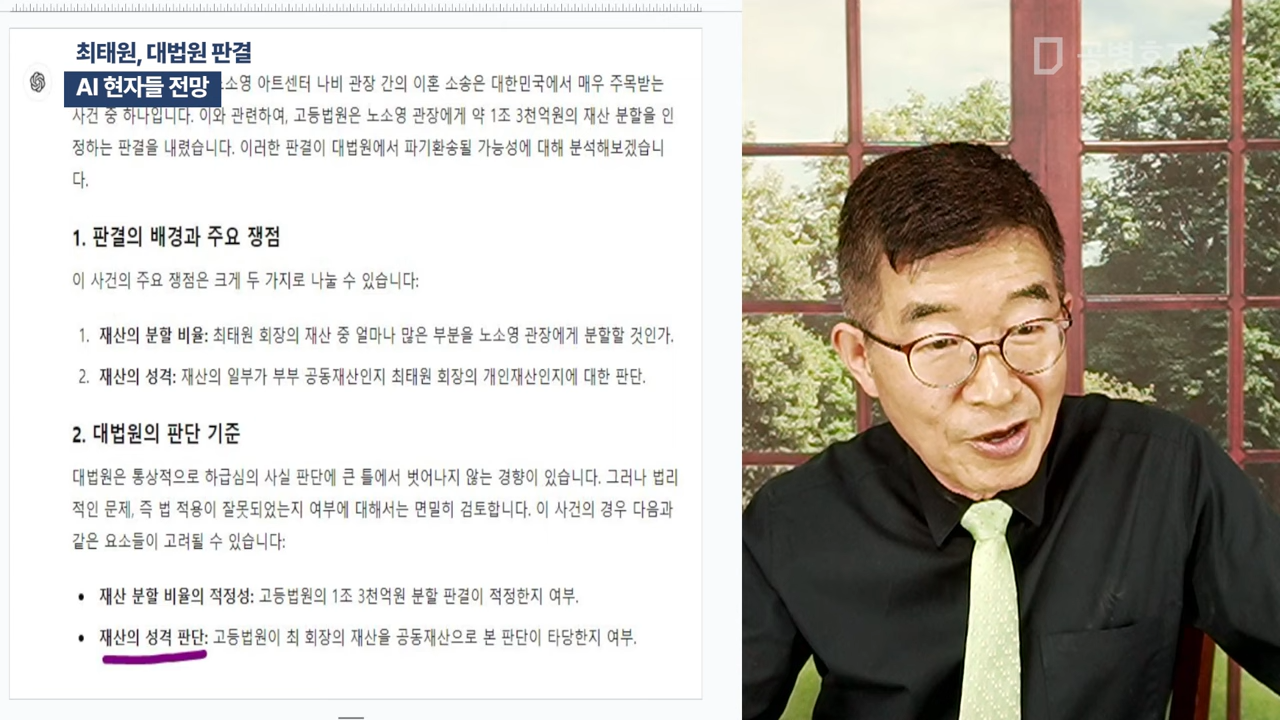 최태원, 대법원 판결
AI 현자들 전망
노소영 아트센터 나비 관장 간의 이혼 소송은 대한민국에서 매우 주목받는
사건 중 하나입니다. 이와 관련하여, 고등법원은 노소영 관장에게 약 1조 3천억원의 재산 분할을 인
정하는 판결을 내렸습니다. 이러한 판결이 대법원에서 파기환송될 가능성에 대해 분석해보겠습니
다.
1. 판결의 배경과 주요 쟁점
이 사건의 주요 쟁점은 크게 두 가지로 나눌 수 있습니다:
1. 재산의 분할 비율: 최태원 회장의 재산 중 얼마나 많은 부분을 노소영 관장에게 분할할 것인가.
2. 재산의 성격: 재산의 일부가 부부 공동재산인지 최태원 회장의 개인재산인지에 대한 판단.
2. 대법원의 판단 기준
대법원은 통상적으로 하급심의 사실 판단에 큰 틀에서 벗어나지 않는 경향이 있습니다. 그러나 법리
적인 문제, 즉 법 적용이 잘못되었는지 여부에 대해서는 면밀히 검토합니다. 이 사건의 경우 다음과
같은 요소들이 고려될 수 있습니다:
• 재산 분할 비율의 적정성: 고등법원의 1조 3천억원 분할 판결이 적정한지 여부.
• 재산의 성격 판단: 고등법원이 최 회장의 재산을 공동재산으로 본 판단이 타당한지 여부.